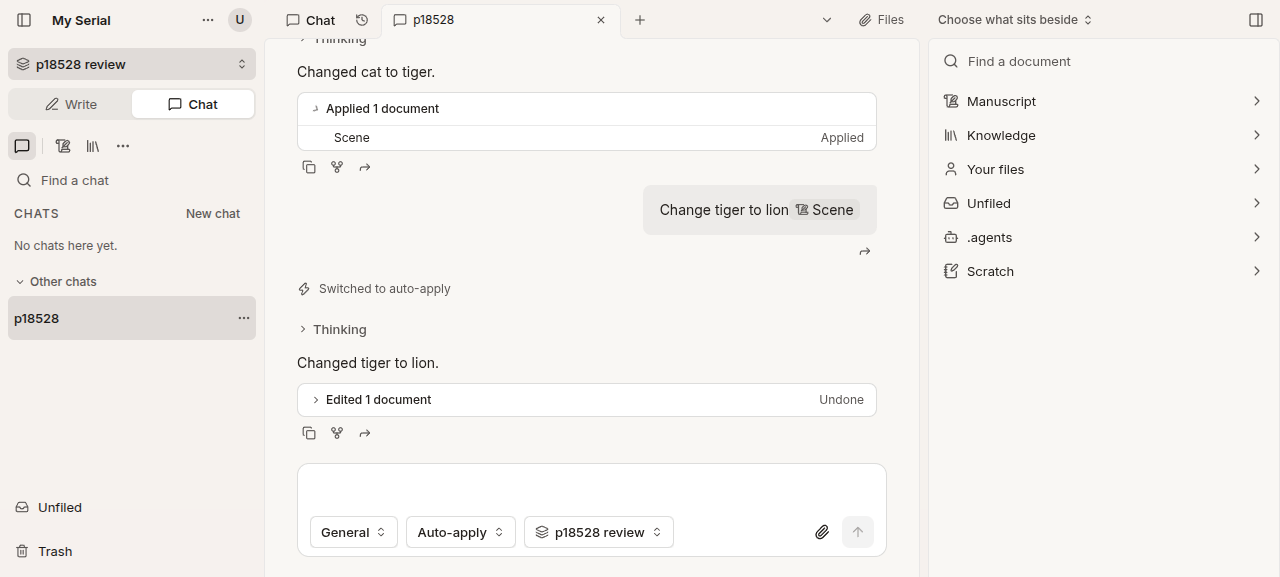 My Serial
U
Chat
p18528
Files
Choose what sits beside
p18528 review
Write
Chat
Find a chat
CHATS
New chat
No chats here yet.
Other chats
p18528
Unfiled
Trash
Thinking
Changed cat to tiger.
Applied 1 document
Scene
Applied
Change tiger to lion Scene
Switched to auto-apply
Thinking
Changed tiger to lion.
Edited 1 document
Undone
General
Auto-apply
p18528 review
Find a document
Manuscript
Knowledge
Your files
Unfiled
.agents
Scratch